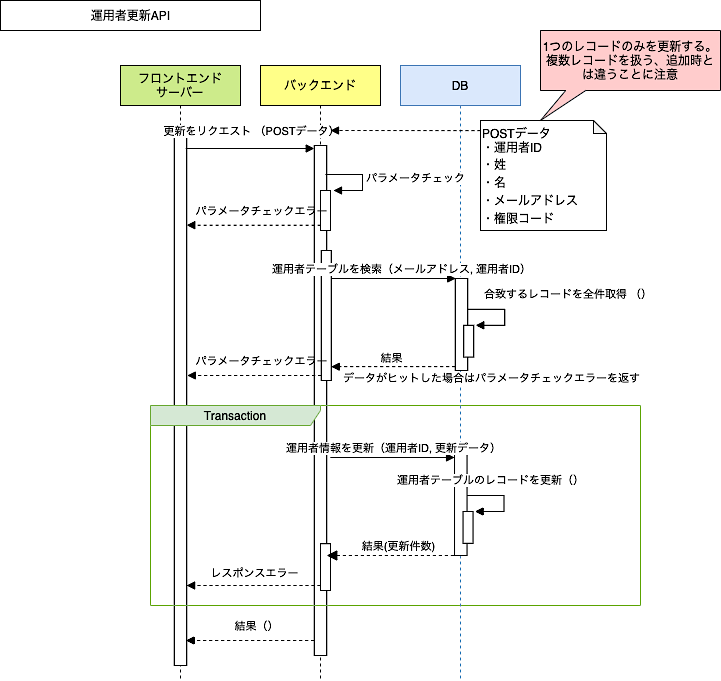 運用者更新API
1つのレコードのみを更新する。
複数レコードを扱う、追加時と
は違うことに注意
フロントエンド
サーバー
バックエンド
DB
更新をリクエスト （POSTデータ）
POSTデータ
・運用者ID
・姓
・名
・メールアドレス
・権限コード
パラメータチェック
パラメータチェックエラー
運用者テーブルを検索（メールアドレス, 運用者ID）
合致するレコードを全件取得 （）
結果
パラメータチェックエラー
データがヒットした場合はパラメータチェックエラーを返す
Transaction
運用者情報を更新（運用者ID, 更新データ）
運用者テーブルのレコードを更新（）
結果(更新件数)
レスポンスエラー
結果（）